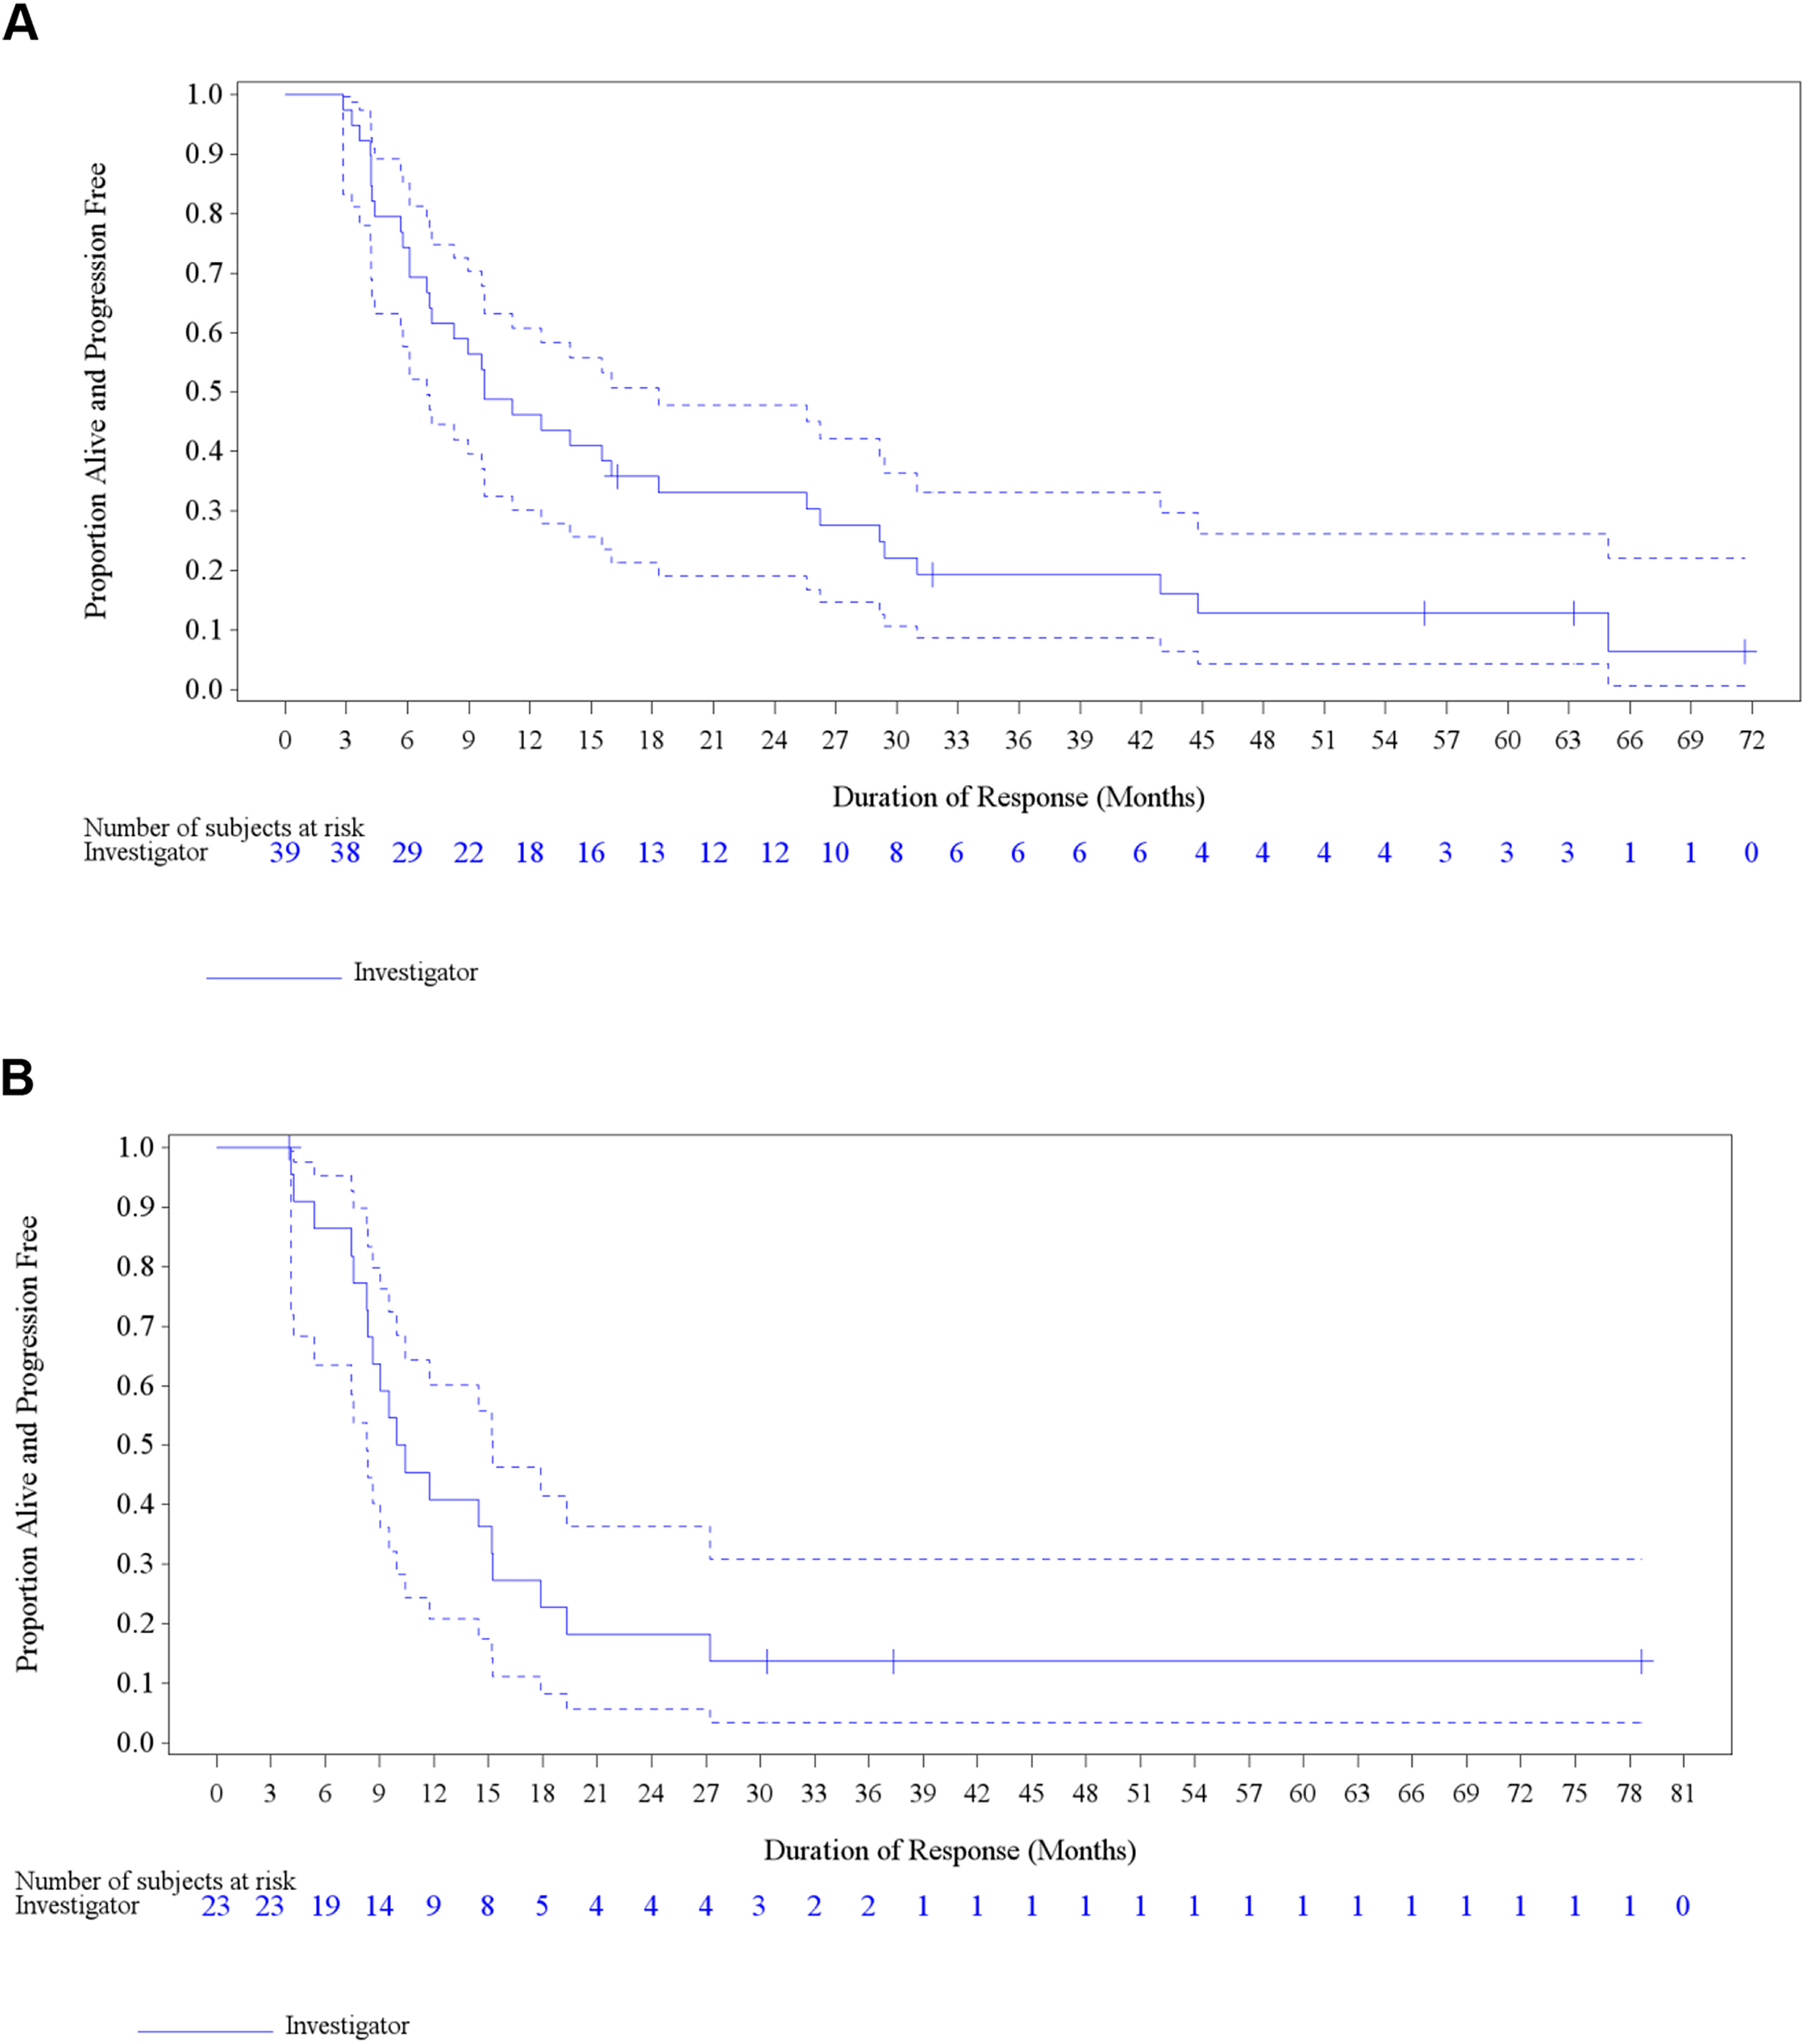 A
Proportion Alive and Progression Free
1.0
0.9
0.8
0.7
0.6
0.5
0.4
0.3
0.2
0.1
0.0
0 3 6 9 12 15 18 21 24 27 30 33 36 39 42 45 48 51 54 57 60 63 66 69 72
Duration of Response (Months)
Number of subjects at risk
Investigator 39 38 29 22 18 16 13 12 12 10 8 6 6 6 6 4 4 4 4 3 3 3 1 1 0
Investigator
B
Proportion Alive and Progression Free
1.0
0.9
0.8
0.7
0.6
0.5
0.4
0.3
0.2
0.1
0.0
0 3 6 9 12 15 18 21 24 27 30 33 36 39 42 45 48 51 54 57 60 63 66 69 72 75 78 81
Duration of Response (Months)
Number of subjects at risk
Investigator 23 23 19 14 9 8 5 4 4 4 3 2 2 1 1 1 1 1 1 1 1 1 1 1 1 1 1 0
Investigator